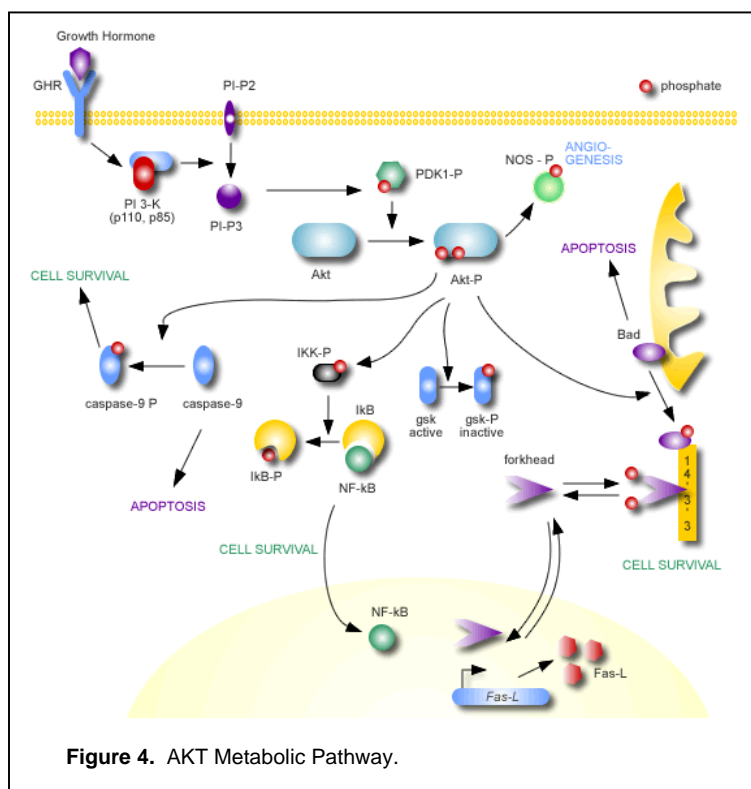 Growth Hormone
GHR
PI-P2
phosphate
PI 3-K
(p110, p85)
PI-P3
PDK1-P
NOS - P
ANGIO-
GENESIS
Akt
Akt-P
APOPTOSIS
CELL SURVIVAL
Bad
caspase-9 P
caspase-9
IKK-P
IkB
IkB-P
NF-kB
gsk
active
gsk-P
inactive
APOPTOSIS
forkhead
14-3-3
CELL SURVIVAL
CELL SURVIVAL
NF-kB
Fas-L
Fas-L
Figure 4. AKT Metabolic Pathway.